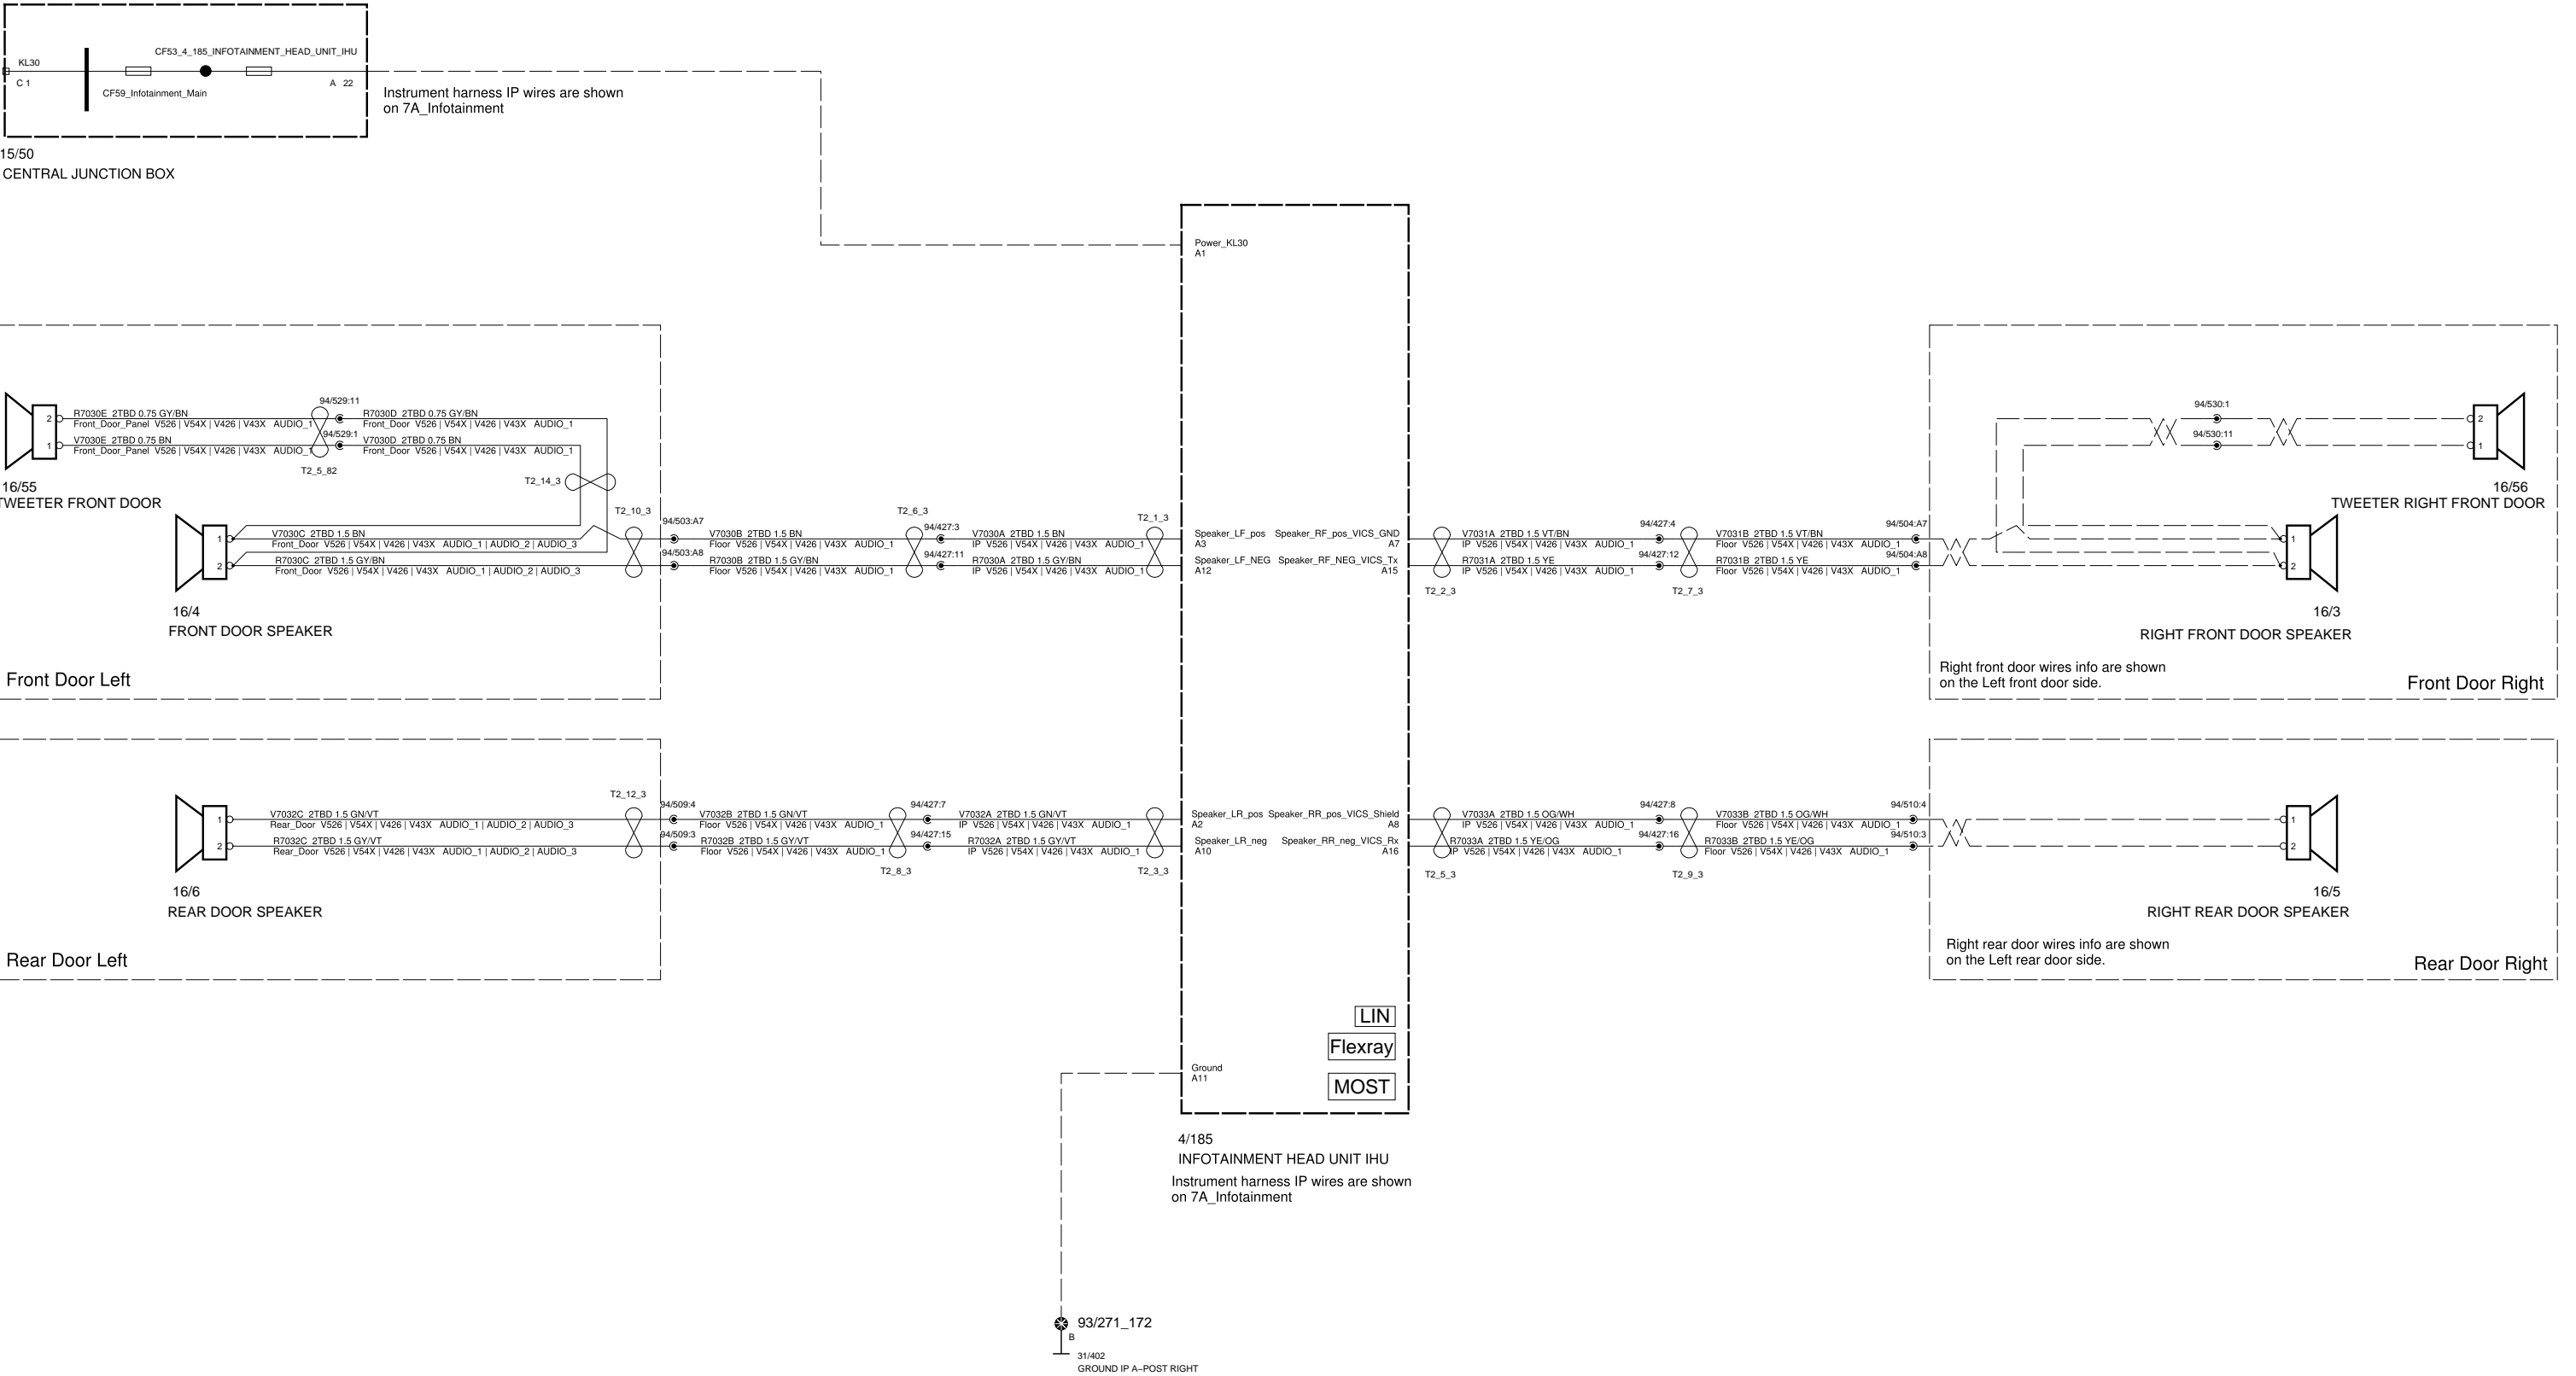 CF53_4_185_INFOTAINMENT_HEAD_UNIT_IHU
KL30
C 1
A 22
CF59_Infotainment_Main
Instrument harness IP wires are shown
on 7A_Infotainment
15/50
CENTRAL JUNCTION BOX
Power_KL30
A1
94/529:11
R7030E 2TBD 0.75 GY/BN
Front_Door_Panel V526 | V54X | V426 | V43X AUDIO_1
R7030D 2TBD 0.75 GY/BN
Front_Door V526 | V54X | V426 | V43X AUDIO_1
2
94/529:1
V7030E 2TBD 0.75 BN
Front_Door_Panel V526 | V54X | V426 | V43X AUDIO_1
V7030D 2TBD 0.75 BN
Front_Door V526 | V54X | V426 | V43X AUDIO_1
1
T2_5_82
T2_14_3
16/55
TWEETER FRONT DOOR
T2_10_3
V7030C 2TBD 1.5 BN
Front_Door V526 | V54X | V426 | V43X AUDIO_1 | AUDIO_2 | AUDIO_3
1
R7030C 2TBD 1.5 GY/BN
Front_Door V526 | V54X | V426 | V43X AUDIO_1 | AUDIO_2 | AUDIO_3
2
16/4
FRONT DOOR SPEAKER
Front Door Left
94/503:A7
V7030B 2TBD 1.5 BN
Floor V526 | V54X | V426 | V43X AUDIO_1
94/503:A8
R7030B 2TBD 1.5 GY/BN
Floor V526 | V54X | V426 | V43X AUDIO_1
T2_6_3
94/427:3
V7030A 2TBD 1.5 BN
IP V526 | V54X | V426 | V43X AUDIO_1
94/427:11
R7030A 2TBD 1.5 GY/BN
IP V526 | V54X | V426 | V43X AUDIO_1
T2_1_3
Speaker_LF_pos
A3
Speaker_RF_pos_VICS_GND
A7
Speaker_LF_NEG
A12
Speaker_RF_NEG_VICS_Tx
A15
V7031A 2TBD 1.5 VT/BN
IP V526 | V54X | V426 | V43X AUDIO_1
R7031A 2TBD 1.5 YE
IP V526 | V54X | V426 | V43X AUDIO_1
T2_2_3
94/427:4
94/427:12
T2_7_3
V7031B 2TBD 1.5 VT/BN
Floor V526 | V54X | V426 | V43X AUDIO_1
R7031B 2TBD 1.5 YE
Floor V526 | V54X | V426 | V43X AUDIO_1
94/504:A7
94/504:A8
94/530:1
94/530:11
2
1
16/56
TWEETER RIGHT FRONT DOOR
1
2
16/3
RIGHT FRONT DOOR SPEAKER
Right front door wires info are shown
on the Left front door side.
Front Door Right
T2_12_3
V7032C 2TBD 1.5 GN/VT
Rear_Door V526 | V54X | V426 | V43X AUDIO_1 | AUDIO_2 | AUDIO_3
1
R7032C 2TBD 1.5 GY/VT
Rear_Door V526 | V54X | V426 | V43X AUDIO_1 | AUDIO_2 | AUDIO_3
2
16/6
REAR DOOR SPEAKER
Rear Door Left
94/509:4
V7032B 2TBD 1.5 GN/VT
Floor V526 | V54X | V426 | V43X AUDIO_1
94/509:3
R7032B 2TBD 1.5 GY/VT
Floor V526 | V54X | V426 | V43X AUDIO_1
T2_8_3
94/427:7
V7032A 2TBD 1.5 GN/VT
IP V526 | V54X | V426 | V43X AUDIO_1
94/427:15
R7032A 2TBD 1.5 GY/VT
IP V526 | V54X | V426 | V43X AUDIO_1
T2_3_3
Speaker_LR_pos
A2
Speaker_RR_pos_VICS_Shield
A8
Speaker_LR_neg
A10
Speaker_RR_neg_VICS_Rx
A16
V7033A 2TBD 1.5 OG/WH
IP V526 | V54X | V426 | V43X AUDIO_1
R7033A 2TBD 1.5 YE/OG
IP V526 | V54X | V426 | V43X AUDIO_1
T2_5_3
94/427:8
94/427:16
T2_9_3
V7033B 2TBD 1.5 OG/WH
Floor V526 | V54X | V426 | V43X AUDIO_1
R7033B 2TBD 1.5 YE/OG
Floor V526 | V54X | V426 | V43X AUDIO_1
94/510:4
94/510:3
1
2
16/5
RIGHT REAR DOOR SPEAKER
Right rear door wires info are shown
on the Left rear door side.
Rear Door Right
LIN
Flexray
MOST
Ground
A11
4/185
INFOTAINMENT HEAD UNIT IHU
Instrument harness IP wires are shown
on 7A_Infotainment
93/271_172
B
31/402
GROUND IP A–POST RIGHT